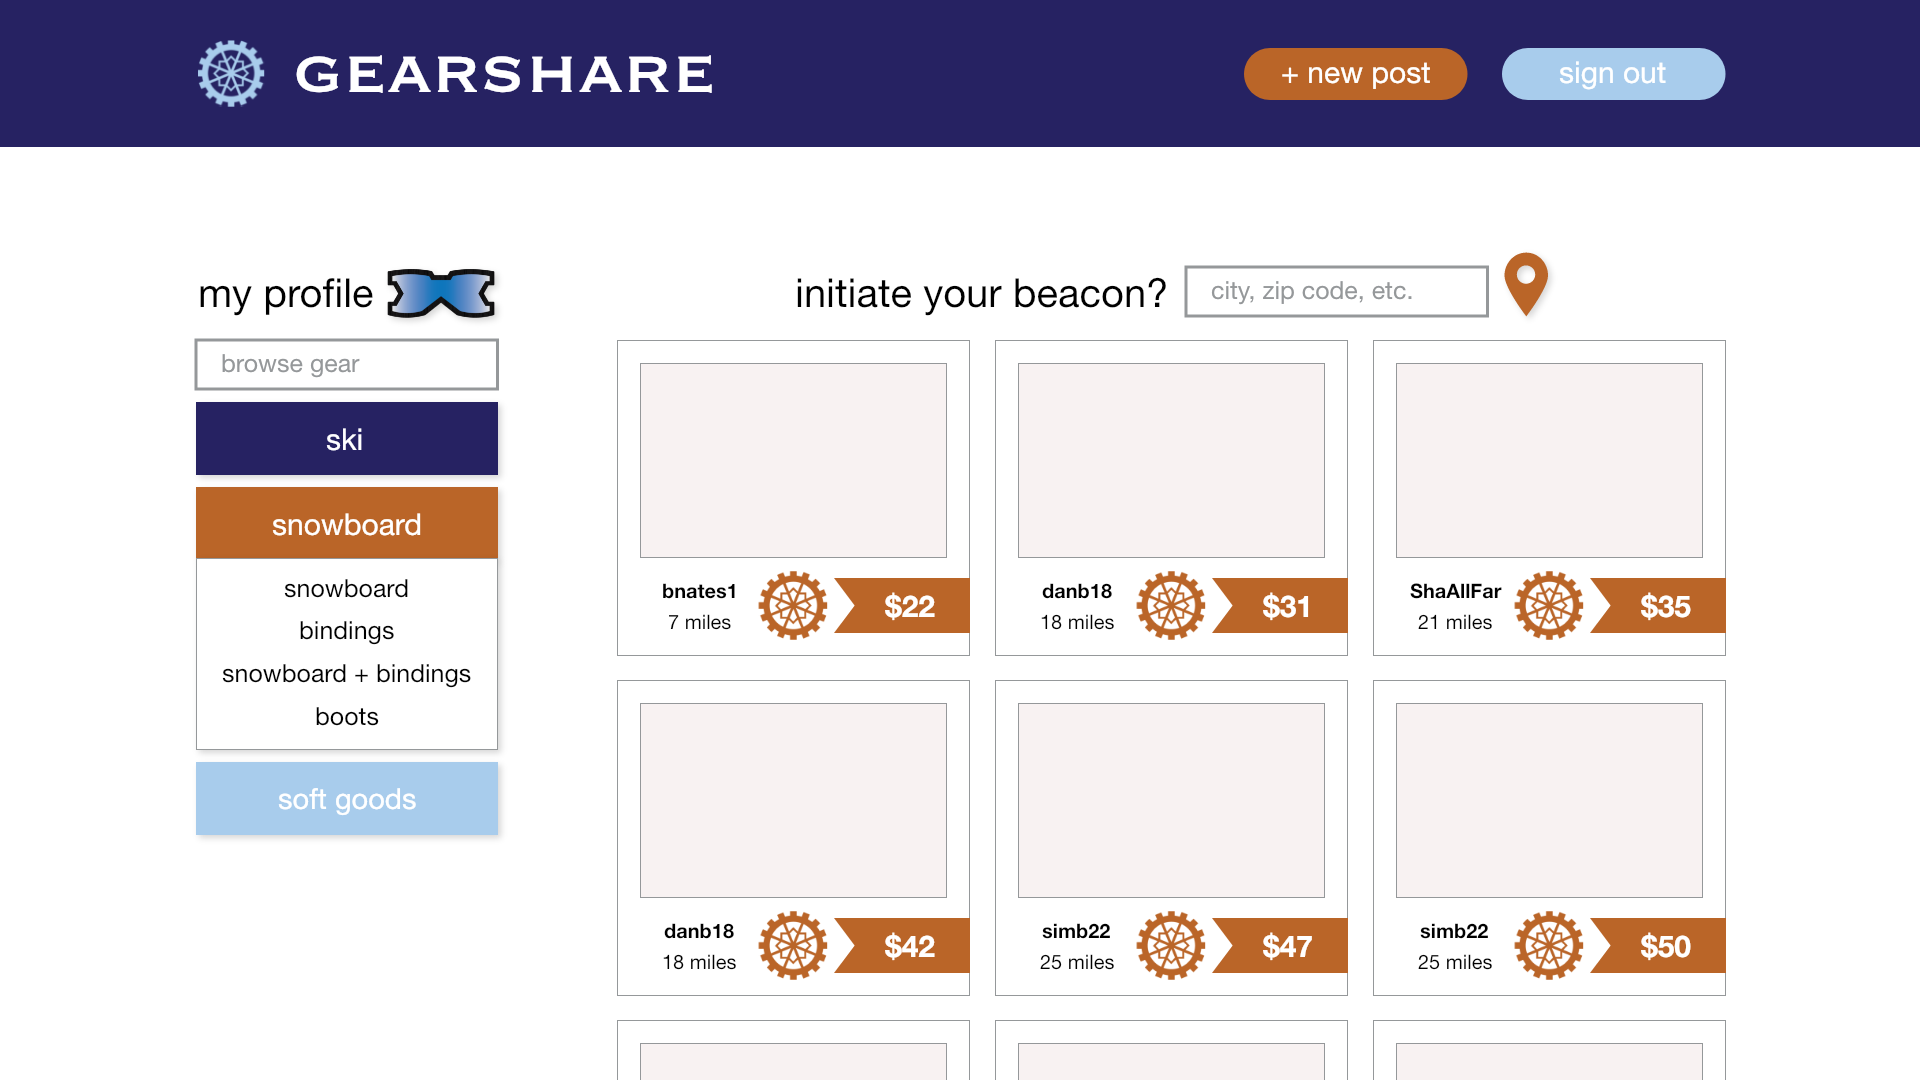 GEARSHARE
+ new post
sign out
my profile
initiate your beacon?
city, zip code, etc.
browse gear
ski
snowboard
snowboard
bindings
snowboard + bindings
boots
soft goods
bnates1
7 miles
$22
danb18
18 miles
$31
ShaAllFar
21 miles
$35
danb18
18 miles
$42
simb22
25 miles
$47
simb22
25 miles
$50